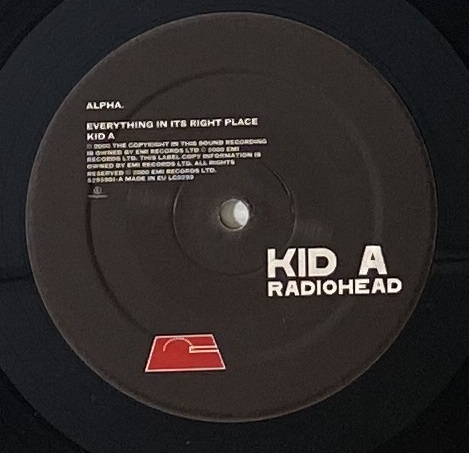 ALPHA.
EVERYTHING IN ITS RIGHT PLACE
KID A
℗ 2000 THE COPYRIGHT IN THIS SOUND RECORDING
IS OWNED BY EMI RECORDS LTD © 2000 EMI
RECORDS LTD. THIS LABEL COPY INFORMATION IS
OWNED BY EMI RECORDS LTD. ALL RIGHTS
RESERVED © 2000 EMI RECORDS LTD.
MADE IN EU
KID A
RADIOHEAD